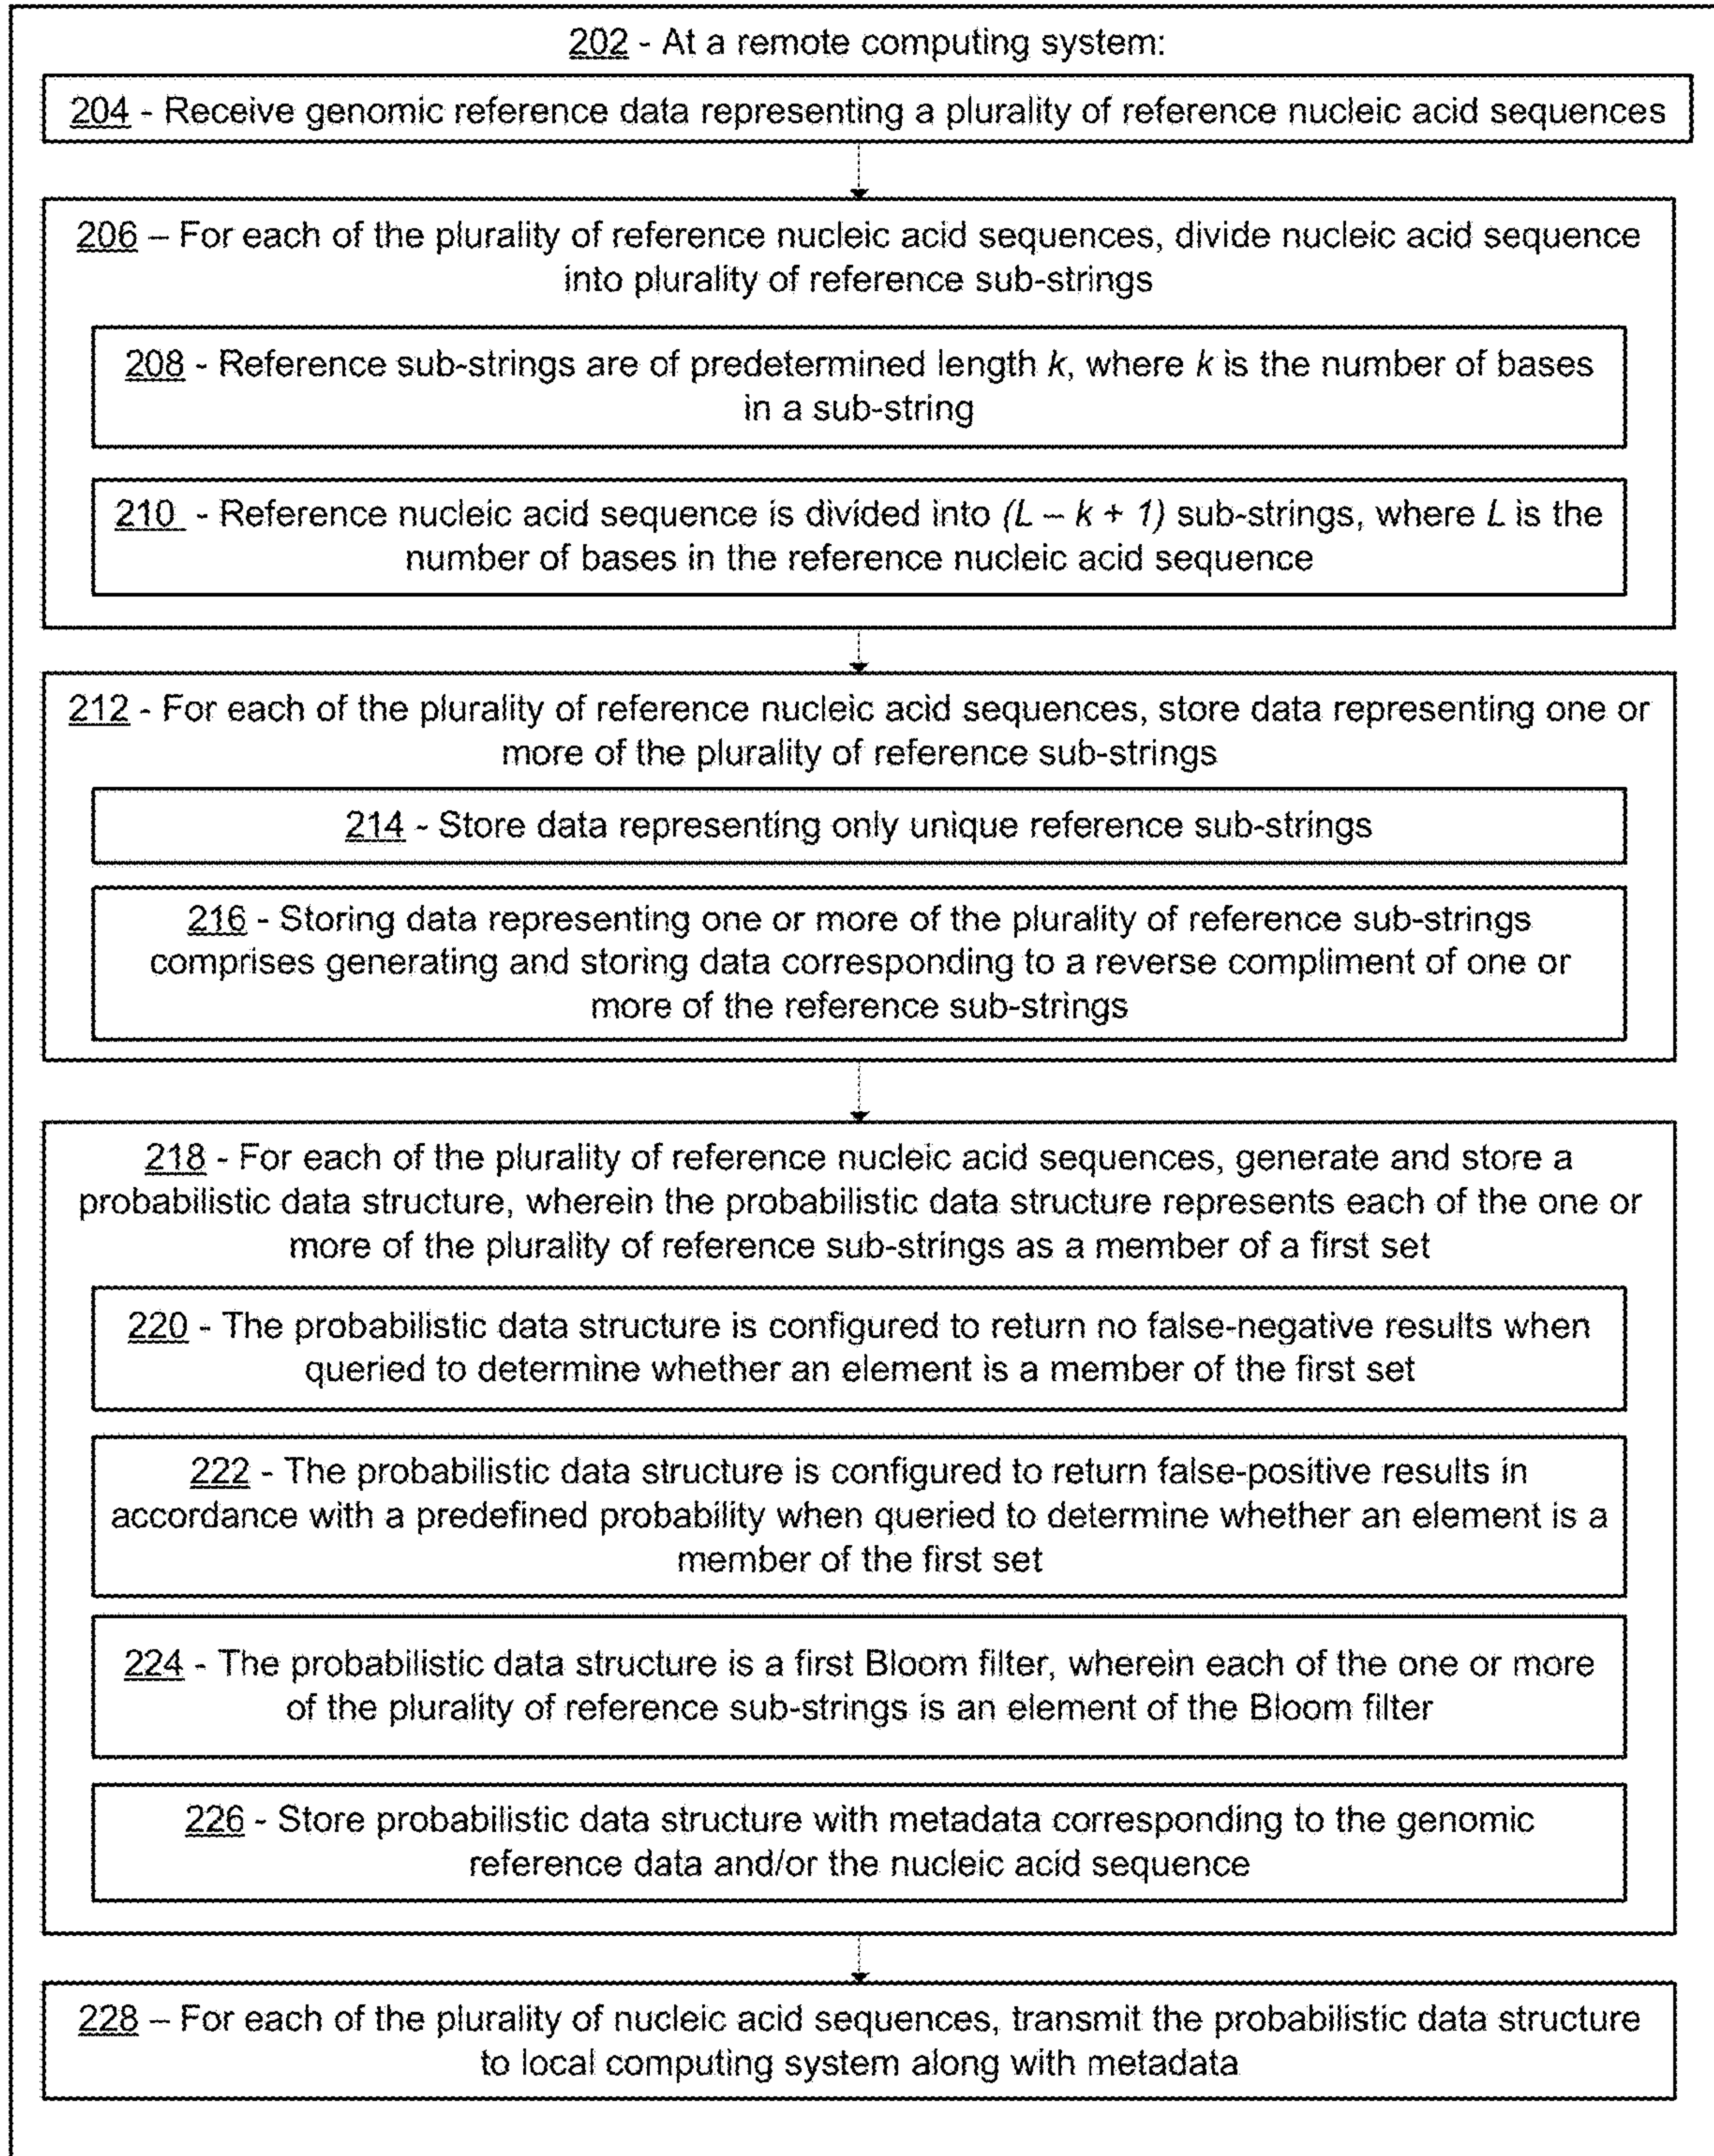 202 - At a remote computing system:
204 - Receive genomic reference data representing a plurality of reference nucleic acid sequences
206 – For each of the plurality of reference nucleic acid sequences, divide nucleic acid sequence
into plurality of reference sub-strings
208 - Reference sub-strings are of predetermined length k, where k is the number of bases
in a sub-string
210 - Reference nucleic acid sequence is divided into (L – k + 1) sub-strings, where L is the
number of bases in the reference nucleic acid sequence
212 - For each of the plurality of reference nucleic acid sequences, store data representing one or
more of the plurality of reference sub-strings
214 - Store data representing only unique reference sub-strings
216 - Storing data representing one or more of the plurality of reference sub-strings
comprises generating and storing data corresponding to a reverse compliment of one or
more of the reference sub-strings
218 - For each of the plurality of reference nucleic acid sequences, generate and store a
probabilistic data structure, wherein the probabilistic data structure represents each of the one or
more of the plurality of reference sub-strings as a member of a first set
220 - The probabilistic data structure is configured to return no false-negative results when
queried to determine whether an element is a member of the first set
222 - The probabilistic data structure is configured to return false-positive results in
accordance with a predefined probability when queried to determine whether an element is a
member of the first set
224 - The probabilistic data structure is a first Bloom filter, wherein each of the one or more
of the plurality of reference sub-strings is an element of the Bloom filter
226 - Store probabilistic data structure with metadata corresponding to the genomic
reference data and/or the nucleic acid sequence
228 – For each of the plurality of nucleic acid sequences, transmit the probabilistic data structure
to local computing system along with metadata